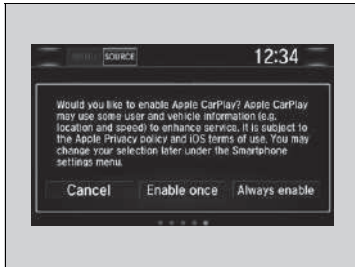 SOURCE
12:34
Would you like to enable Apple CarPlay? Apple CarPlay
may use some user and vehicle information (e.g.
location and speed) to enhance service. It is subject to
the Apple Privacy policy and iOS terms of use. You may
change your selection later under the Smartphone
settings menu.
Cancel Enable once Always enable